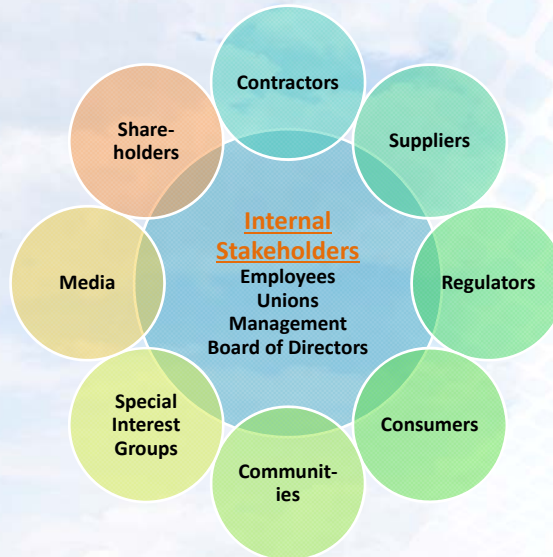 Contractors
Share-
holders
Suppliers
Internal
Stakeholders
Employees
Unions
Management
Board of Directors
Media
Regulators
Special
Interest
Groups
Consumers
Communit-
ies